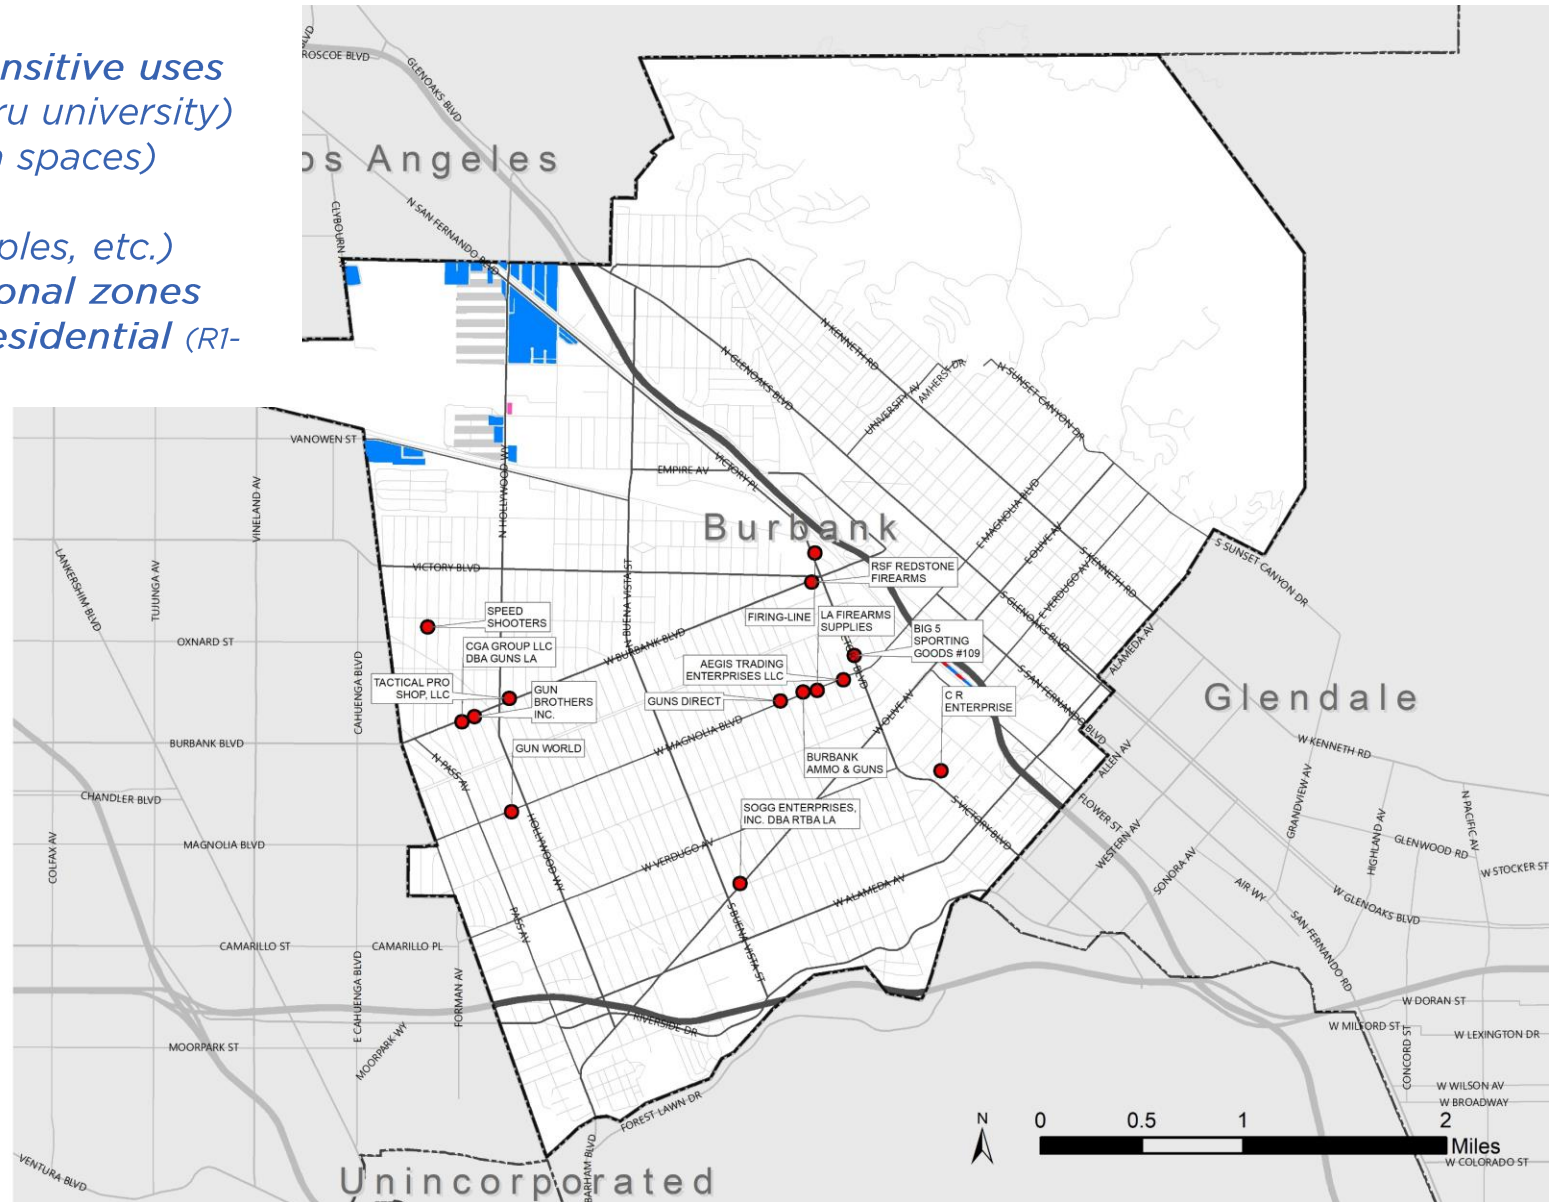 nsitive uses
ru university)
n spaces)
ples, etc.)
onal zones
esidential (R1-
ROSCOE BLVD
GLENOAKS BLVD
os Angeles
CLYBOURN AV
N SAN FERNANDO BLVD
N KENNETH RD
N GLENOAKS BLVD
UNIVERSITY AV
AMHERST DR
N SUNSET CANYON DR
VANOWEN ST
VINELAND AV
N HOLLYWOOD WY
EMPIRE AV
VICTORY PL
E MAGNOLIA BLVD
Burbank
E OLIVE AV
S KENNETH RD
S SUNSET CANYON DR
LANKERSHIM BLVD
TUJUNGA AV
VICTORY BLVD
N BUENA VISTA ST
RSF REDSTONE
FIREARMS
E VERDUGO AV
S GLENOAKS BLVD
SPEED
SHOOTERS
FIRING-LINE
LA FIREARMS
SUPPLIES
BIG 5
SPORTING
GOODS #109
OXNARD ST
CGA GROUP LLC
DBA GUNS LA
W BURBANK BLVD
ALAMEDA AV
AEGIS TRADING
ENTERPRISES LLC
TACTICAL PRO
SHOP, LLC
GUN
BROTHERS
INC.
GUNS DIRECT
C R
ENTERPRISE
S SAN FERNANDO BLVD
Glendale
CAHUENGA BLVD
W OLIVE AV
BURBANK BLVD
GUN WORLD
W MAGNOLIA BLVD
BURBANK
AMMO & GUNS
ALLEN AV
W KENNETH RD
N PASS AV
CHANDLER BLVD
SOGG ENTERPRISES,
INC. DBA RTBA LA
S VICTORY BLVD
FLOWER ST
WESTERN AV
GRANDVIEW AV
N PACIFIC AV
COLFAX AV
MAGNOLIA BLVD
HOLLYWOOD WY
W VERDUGO AV
SONORA AV
HIGHLAND AV
GLENWOOD RD
W STOCKER ST
AIR WY
W GLENOAKS BLVD
W ALAMEDA AV
PASS AV
S BUENA VISTA ST
SAN FERNANDO RD
CAMARILLO ST
CAMARILLO PL
E CAHUENGA BLVD
FORMAN AV
RIVERSIDE DR
W DORAN ST
W MILFORD ST
W LEXINGTON DR
MOORPARK ST
MOORPARK WY
CONCORD ST
W WILSON AV
W BROADWAY
FOREST LAWN DR
N
0 0.5 1 2
Miles
W COLORADO ST
BARHAM BLVD
VENTURA BLVD
Unincorporated